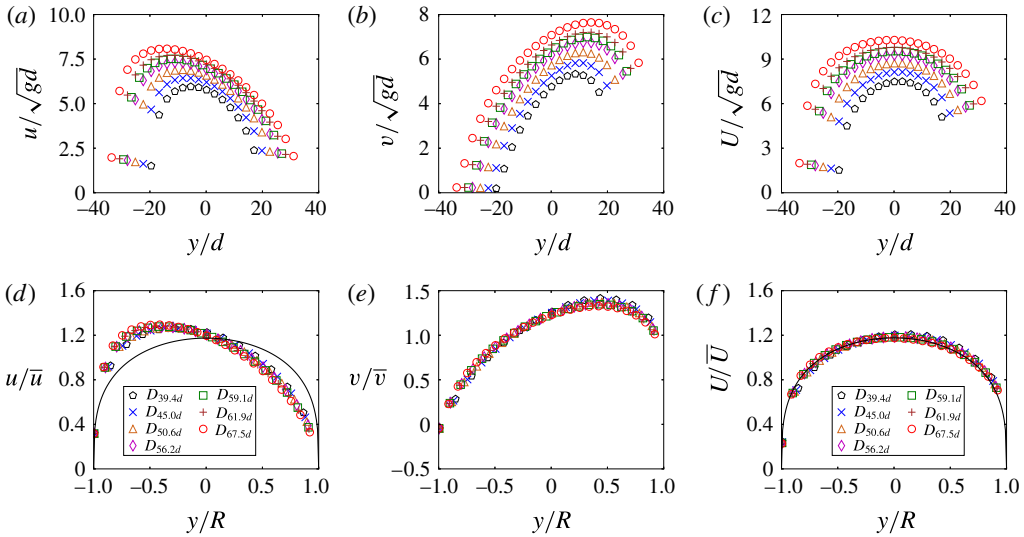 (a)
10.0
7.5
5.0
2.5
0
u/√gd
−40
−20
0
20
40
y/d
(b)
8
6
4
2
0
v/√gd
−40
−20
0
20
40
y/d
(c)
12
9
6
3
0
U/√gd
−40
−20
0
20
40
y/d
(d)
1.6
1.2
0.8
0.4
0
u/u̅
D39.4d
D45.0d
D50.6d
D56.2d
D59.1d
D61.9d
D67.5d
−1.0
−0.5
0
0.5
1.0
y/R
(e)
1.5
1.0
0.5
0
−0.5
v/v̅
−1.0
−0.5
0
0.5
1.0
y/R
(f)
1.6
1.2
0.8
0.4
0
U/U̅
D39.4d
D45.0d
D50.6d
D56.2d
D59.1d
D61.9d
D67.5d
−1.0
−0.5
0
0.5
1.0
y/R